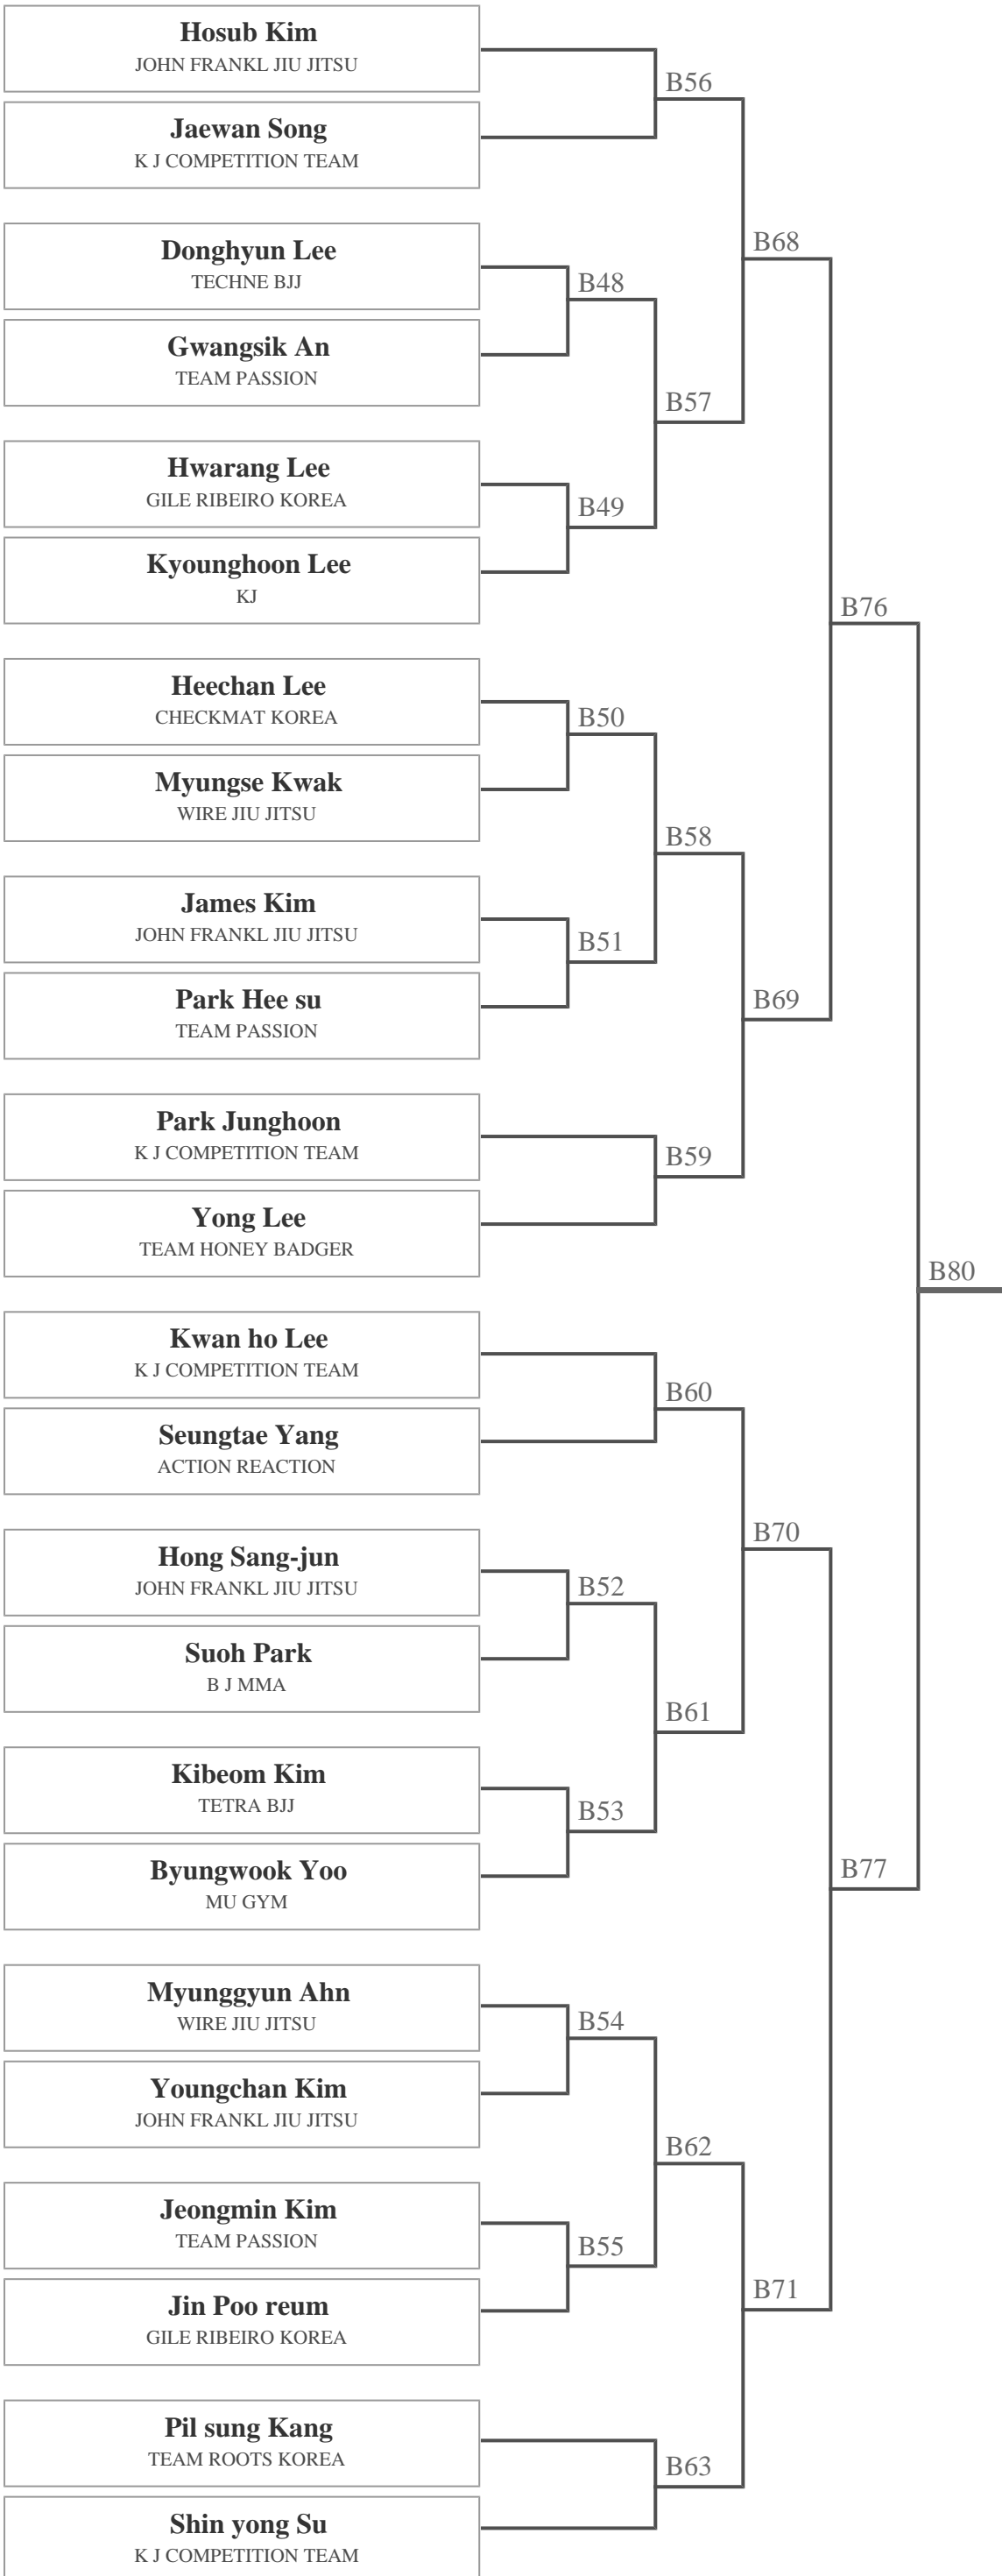 Hosub Kim
JOHN FRANKL JIU JITSU
B56
Jaewan Song
K J COMPETITION TEAM
Donghyun Lee
TECHNE BJJ
B68
B48
Gwangsik An
TEAM PASSION
B57
Hwarang Lee
GILE RIBEIRO KOREA
B49
Kyounghoon Lee
KJ
B76
Heechan Lee
CHECKMAT KOREA
B50
Myungse Kwak
WIRE JIU JITSU
B58
James Kim
JOHN FRANKL JIU JITSU
B51
Park Hee su
TEAM PASSION
B69
Park Junghoon
K J COMPETITION TEAM
B59
Yong Lee
TEAM HONEY BADGER
B80
Kwan ho Lee
K J COMPETITION TEAM
B60
Seungtae Yang
ACTION REACTION
B70
Hong Sang-jun
JOHN FRANKL JIU JITSU
B52
Suoh Park
B J MMA
B61
Kibeom Kim
TETRA BJJ
B53
Byungwook Yoo
MU GYM
B77
Myunggyun Ahn
WIRE JIU JITSU
B54
Youngchan Kim
JOHN FRANKL JIU JITSU
B62
Jeongmin Kim
TEAM PASSION
B55
Jin Poo reum
GILE RIBEIRO KOREA
B71
Pil sung Kang
TEAM ROOTS KOREA
B63
Shin yong Su
K J COMPETITION TEAM